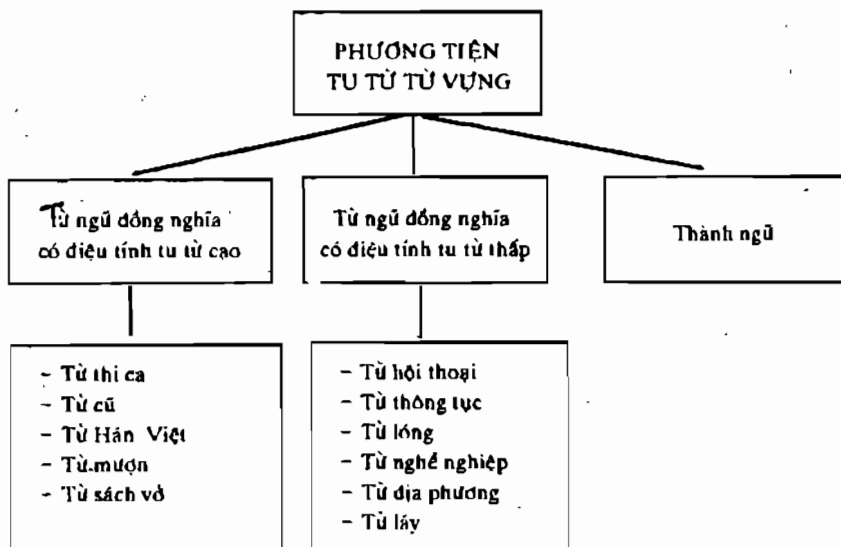 PHƯƠNG TIỆN
TU TỪ TỪ VỰNG
Từ ngữ đồng nghĩa
có điệu tính tu từ cao
Từ ngữ đồng nghĩa
có điệu tính tu từ thấp
Thành ngữ
- Từ thi ca
- Từ cũ
- Từ Hán Việt
- Từ mượn
- Từ sách vở
- Từ hội thoại
- Từ thông tục
- Từ lóng
- Từ nghề nghiệp
- Từ địa phương
- Từ láy